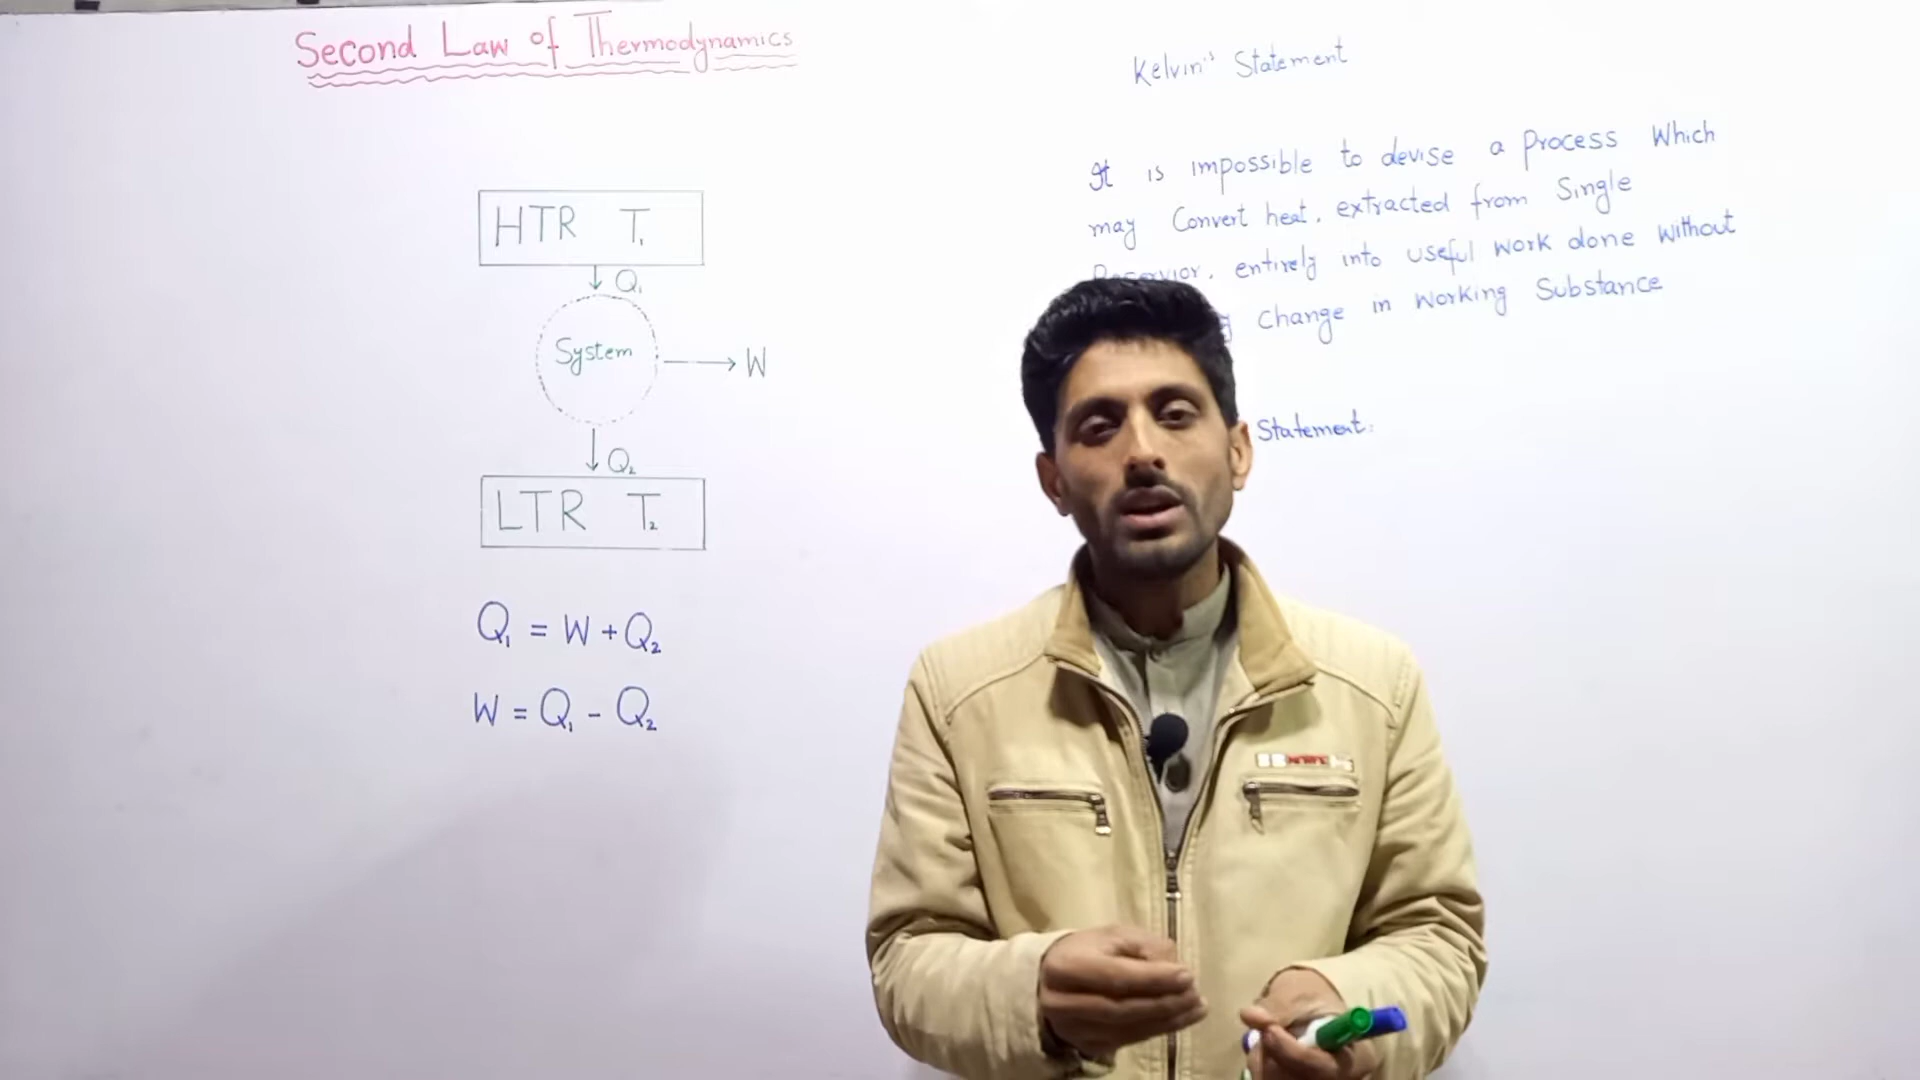 Second Law of Thermodynamics
HTR T₁
Q₁
System
W
Q₂
LTR T₂
Q₁ = W + Q₂
W = Q₁ - Q₂
Kelvin's Statement
It is impossible to devise a Process Which
may Convert heat, extracted from Single
Reservior, entirely into useful work done without
Change in Working Substance
Statement: